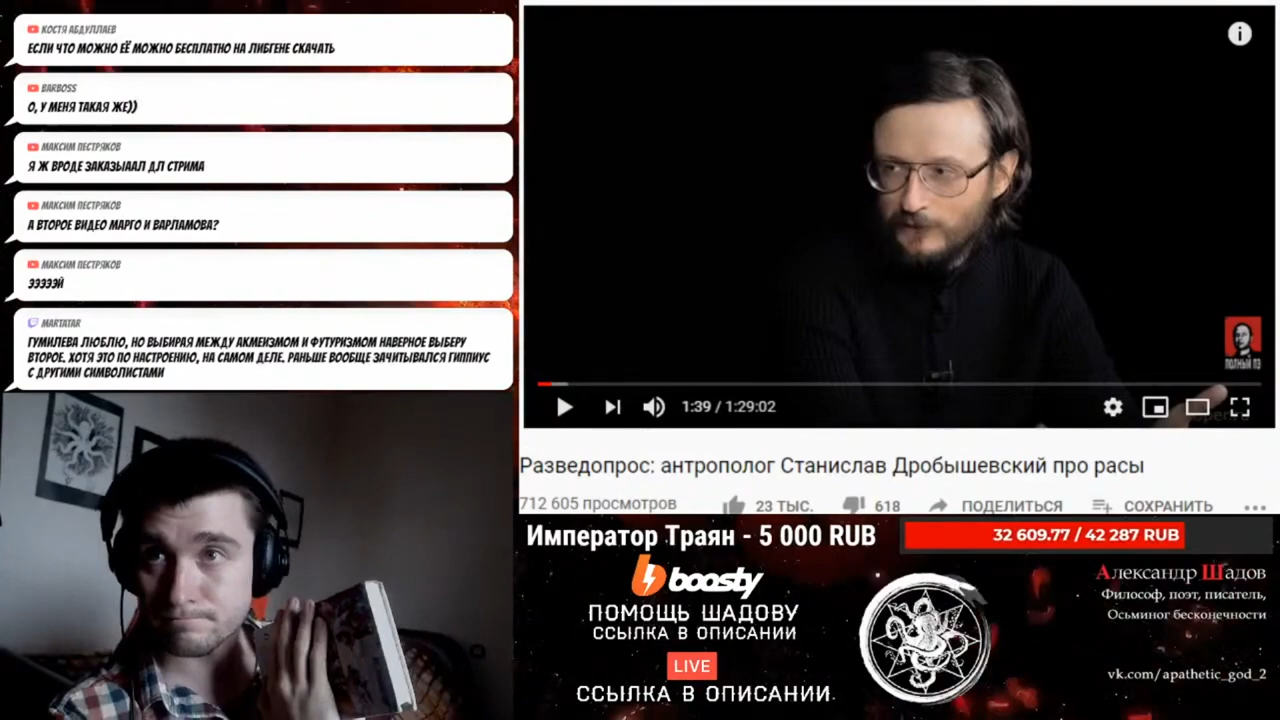 КОСТЯ АБДУЛЛАЕВ
ЕСЛИ ЧТО МОЖНО ЕЁ МОЖНО БЕСПЛАТНО НА ЛИБГЕНЕ СКАЧАТЬ
BARBOSS
О, У МЕНЯ ТАКАЯ ЖЕ))
МАКСИМ ПЕСТРЯКОВ
Я Ж ВРОДЕ ЗАКАЗЫААЛ ДЛ СТРИМА
МАКСИМ ПЕСТРЯКОВ
А ВТОРОЕ ВИДЕО МАРГО И ВАРЛАМОВА?
МАКСИМ ПЕСТРЯКОВ
ЭЭЭЭЭЙ
MARTATAR
ГУМИЛЕВА ЛЮБЛЮ, НО ВЫБИРАЯ МЕЖДУ АКМЕИЗМОМ И ФУТУРИЗМОМ НАВЕРНОЕ ВЫБЕРУ
ВТОРОЕ. ХОТЯ ЭТО ПО НАСТРОЕНИЮ, НА САМОМ ДЕЛЕ. РАНЬШЕ ВООБЩЕ ЗАЧИТЫВАЛСЯ ГИППИУС
С ДРУГИМИ СИМВОЛИСТАМИ
ПОЛНЫЙ ПЭ
1:39 / 1:29:02
Разведопрос: антрополог Станислав Дробышевский про расы
712 605 просмотров
23 ТЫС.
618
ПОДЕЛИТЬСЯ
СОХРАНИТЬ
Император Траян - 5 000 RUB
32 609.77 / 42 287 RUB
boosty
ПОМОЩЬ ШАДОВУ
ССЫЛКА В ОПИСАНИИ
LIVE
ССЫЛКА В ОПИСАНИИ
Александр Шадов
Философ, поэт, писатель,
Осьминог бесконечности
vk.com/apathetic_god_2